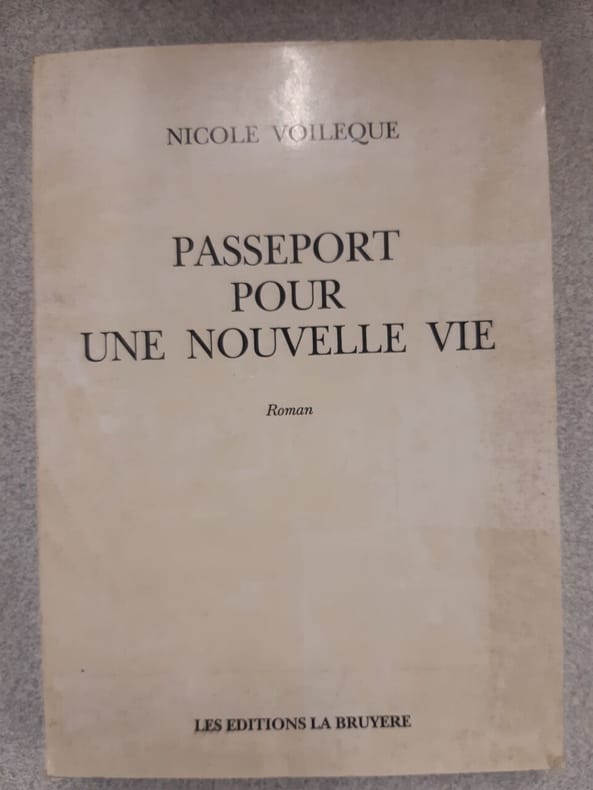 NICOLE VOILEQUE
PASSEPORT
POUR
UNE NOUVELLE VIE
Roman
LES EDITIONS LA BRUYERE